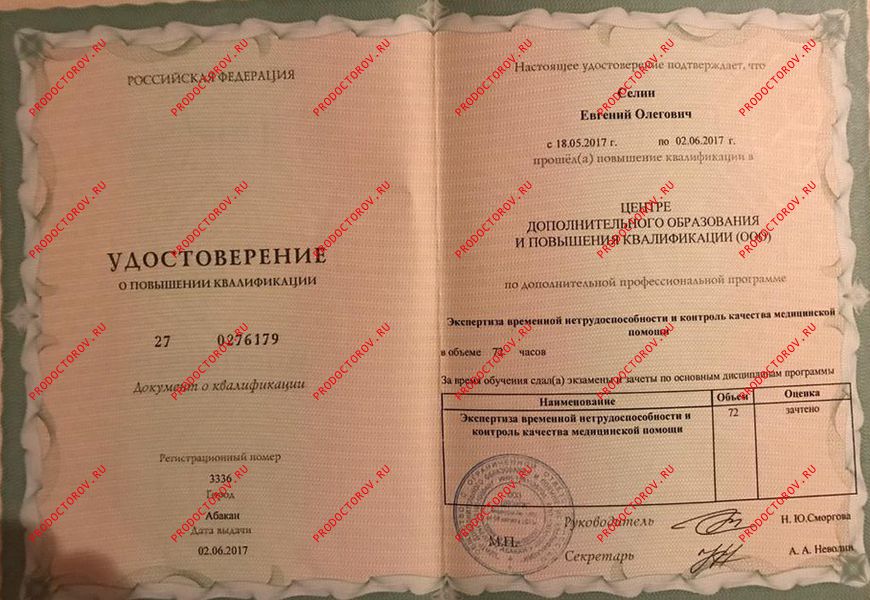 РОССИЙСКАЯ ФЕДЕРАЦИЯ
УДОСТОВЕРЕНИЕ
О ПОВЫШЕНИИ КВАЛИФИКАЦИИ
27 0276179
Документ о квалификации
Регистрационный номер
3336
Город
Абакан
Дата выдачи
02.06.2017
Настоящее удостоверение подтверждает, что
Селин
Евгений Олегович
с 18.05.2017 г. по 02.06.2017 г.
прошёл(а) повышение квалификации в
ЦЕНТРЕ
ДОПОЛНИТЕЛЬНОГО ОБРАЗОВАНИЯ
И ПОВЫШЕНИЯ КВАЛИФИКАЦИИ (ООО)
по дополнительной профессиональной программе
Экспертиза временной нетрудоспособности и контроль качества медицинской
помощи
в объеме 72 часов
За время обучения сдал(а) экзамены и зачеты по основным дисциплинам программы
Наименование Объем Оценка
Экспертиза временной нетрудоспособности и 72 зачтено
контроль качества медицинской помощи
Руководитель Н. Ю.Сморгова
М.П.
Секретарь А. А. Неволин
PRODOCTOROV.RU